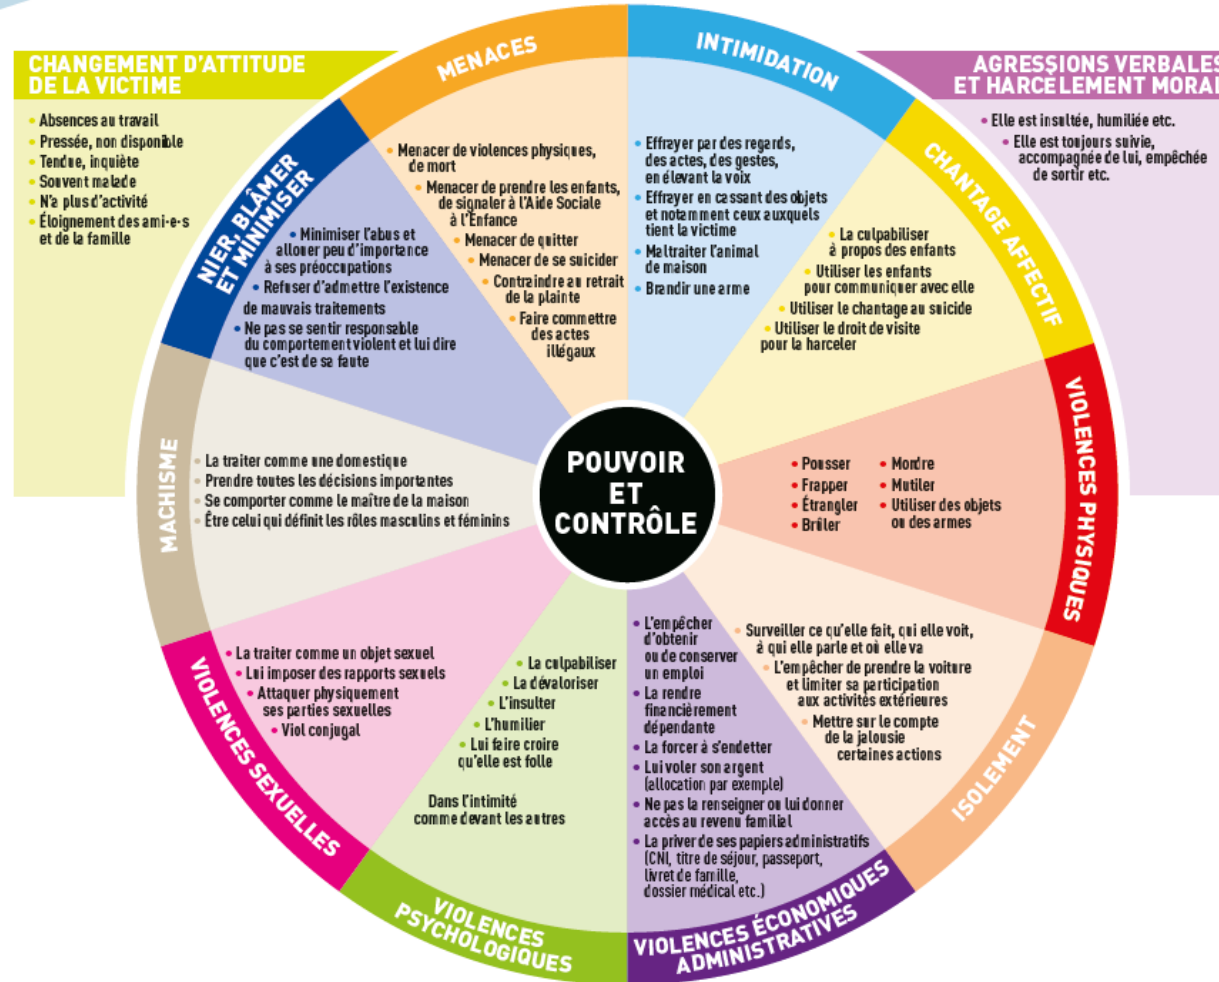 CHANGEMENT D'ATTITUDE
DE LA VICTIME
• Absences au travail
• Pressée, non disponible
• Tendue, inquiète
• Souvent malade
• N'a plus d'activité
• Éloignement des ami·e·s
et de la famille
MENACES
• Menacer de violences physiques,
de mort
• Menacer de prendre les enfants,
de signaler à l'Aide Sociale
à l'Enfance
• Menacer de quitter
• Menacer de se suicider
• Contraindre au retrait
de la plainte
• Faire commettre
des actes
illégaux
INTIMIDATION
• Effrayer par des regards,
des actes, des gestes,
en élevant la voix
• Effrayer en cassant des objets
et notamment ceux auxquels
tient la victime
• Maltraiter l'animal
de maison
• Brandir une arme
AGRESSIONS VERBALES
ET HARCELEMENT MORAL
• Elle est insultée, humiliée etc.
• Elle est toujours suivie,
accompagnée de lui, empêchée
de sortir etc.
CHANTAGE AFFECTIF
• La culpabiliser
à propos des enfants
• Utiliser les enfants
pour communiquer avec elle
• Utiliser le chantage au suicide
• Utiliser le droit de visite
pour la harceler
VIOLENCES PHYSIQUES
• Pousser
• Frapper
• Étrangler
• Brûler
• Mordre
• Mutiler
• Utiliser des objets
ou des armes
ISOLEMENT
• Surveiller ce qu'elle fait, qui elle voit,
à qui elle parle et où elle va
• L'empêcher de prendre la voiture
et limiter sa participation
aux activités extérieures
• Mettre sur le compte
de la jalousie
certaines actions
VIOLENCES ÉCONOMIQUES
ADMINISTRATIVES
• L'empêcher
d'obtenir
ou de conserver
un emploi
• La rendre
financièrement
dépendante
• La forcer à s'endetter
• Lui voler son argent
(allocation par exemple)
• Ne pas la renseigner ou lui donner
accès au revenu familial
• La priver de ses papiers administratifs
(CNI, titre de séjour, passeport,
livret de famille,
dossier médical etc.)
VIOLENCES
PSYCHOLOGIQUES
• La culpabiliser
• La dévaloriser
• L'insulter
• L'humilier
• Lui faire croire
qu'elle est folle
Dans l'intimité
comme devant les autres
VIOLENCES SEXUELLES
• La traiter comme un objet sexuel
• Lui imposer des rapports sexuels
• Attaquer physiquement
ses parties sexuelles
• Viol conjugal
MACHISME
• La traiter comme une domestique
• Prendre toutes les décisions importantes
• Se comporter comme le maître de la maison
• Être celui qui définit les rôles masculins et féminins
NIER, BLÂMER
ET MINIMISER
• Minimiser l'abus et
allouer peu d'importance
à ses préoccupations
• Refuser d'admettre l'existence
de mauvais traitements
• Ne pas se sentir responsable
du comportement violent et lui dire
que c'est de sa faute
POUVOIR
ET
CONTRÔLE